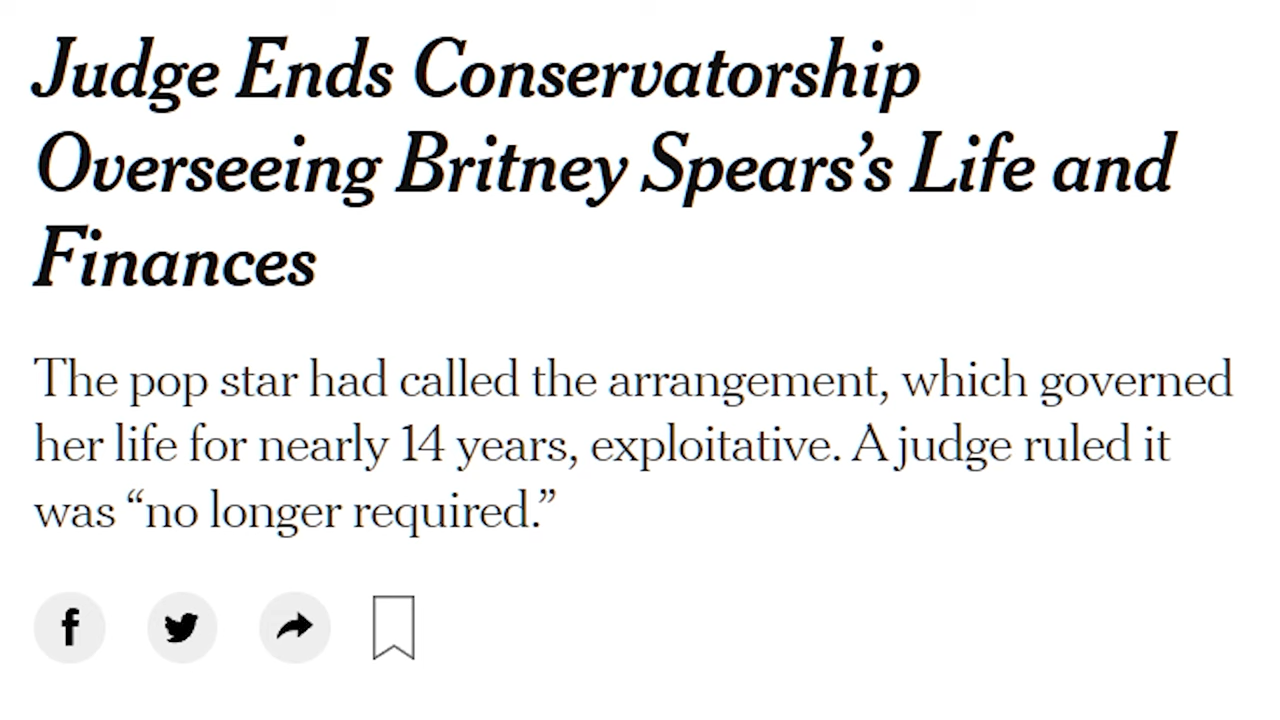 Judge Ends Conservatorship
Overseeing Britney Spears’s Life and
Finances
The pop star had called the arrangement, which governed
her life for nearly 14 years, exploitative. A judge ruled it
was “no longer required.”